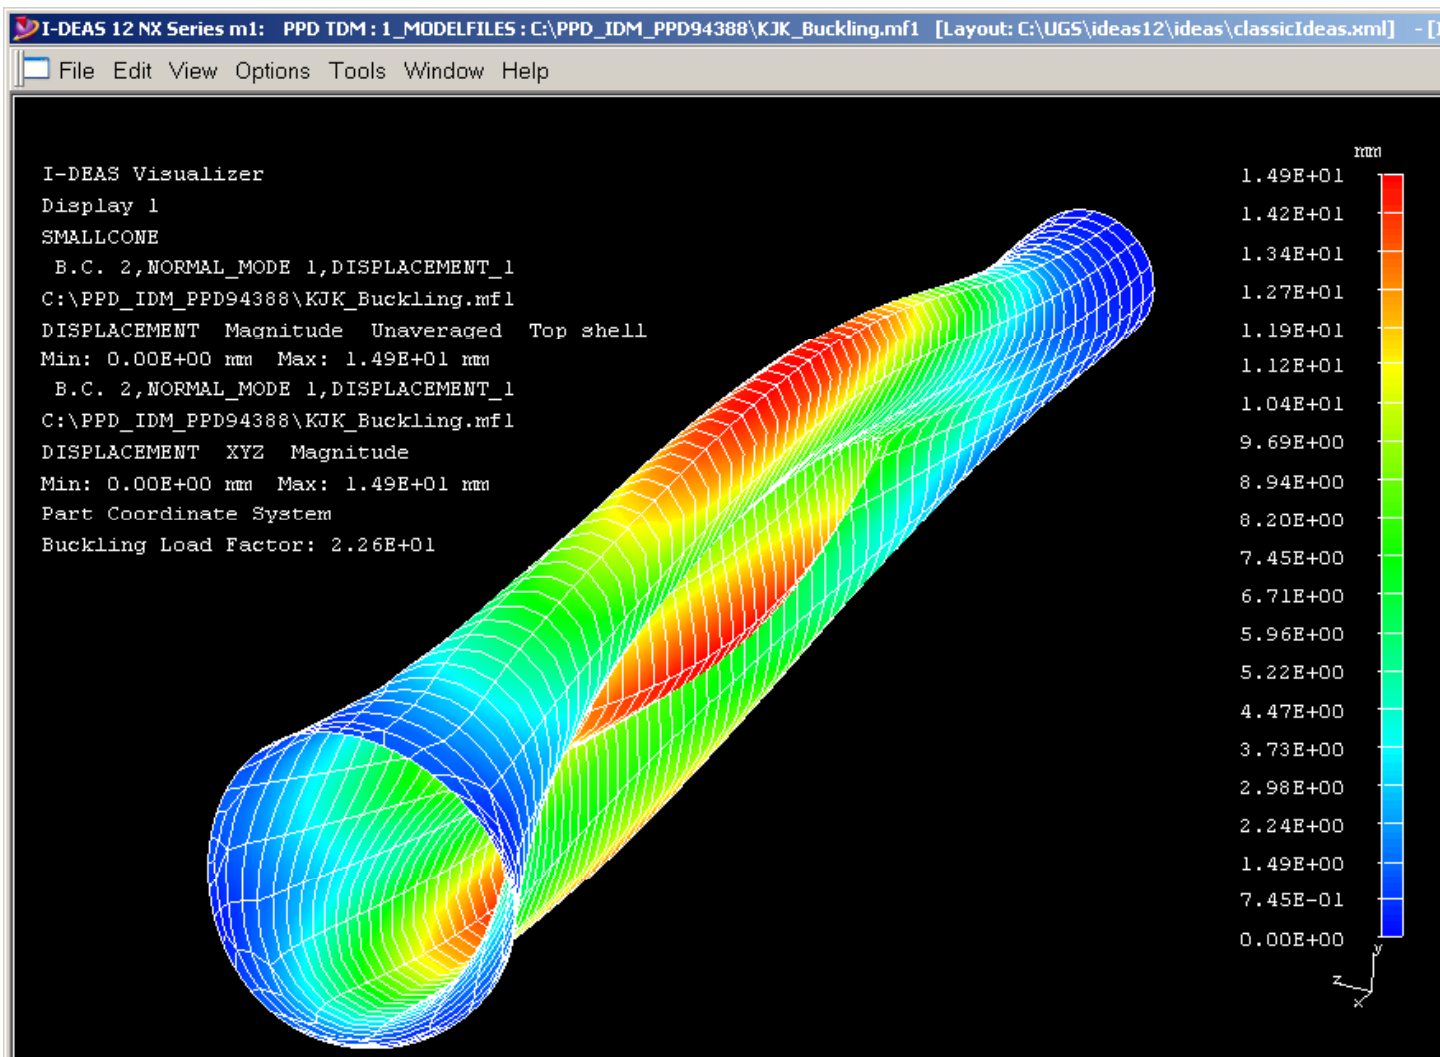 I-DEAS 12 NX Series m1: PPD TDM : 1_MODELFILES : C:\PPD_IDM_PPD94388\KJK_Buckling.mf1 [Layout: C:\UGS\ideas12\ideas\classicIdeas.xml] - [I
File Edit View Options Tools Window Help
I-DEAS Visualizer
Display 1
SMALLCONE
B.C. 2,NORMAL_MODE 1,DISPLACEMENT_1
C:\PPD_IDM_PPD94388\KJK_Buckling.mf1
DISPLACEMENT Magnitude Unaveraged Top shell
Min: 0.00E+00 mm Max: 1.49E+01 mm
B.C. 2,NORMAL_MODE 1,DISPLACEMENT_1
C:\PPD_IDM_PPD94388\KJK_Buckling.mf1
DISPLACEMENT XYZ Magnitude
Min: 0.00E+00 mm Max: 1.49E+01 mm
Part Coordinate System
Buckling Load Factor: 2.26E+01
mm
1.49E+01
1.42E+01
1.34E+01
1.27E+01
1.19E+01
1.12E+01
1.04E+01
9.69E+00
8.94E+00
8.20E+00
7.45E+00
6.71E+00
5.96E+00
5.22E+00
4.47E+00
3.73E+00
2.98E+00
2.24E+00
1.49E+00
7.45E-01
0.00E+00
y
z
x